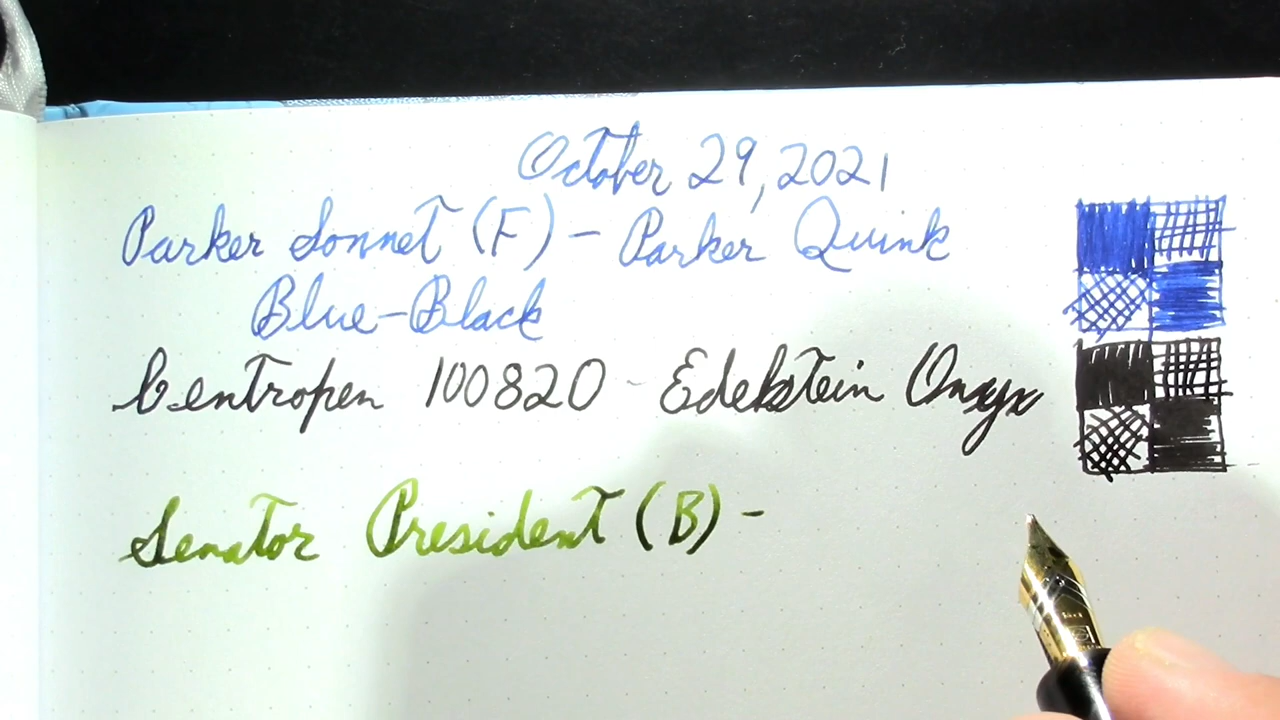 October 29, 2021
Parker Sonnet (F) - Parker Quink
Blue-Black
Centropen 100820 - Edelstein Onyx
Senator President (B) -